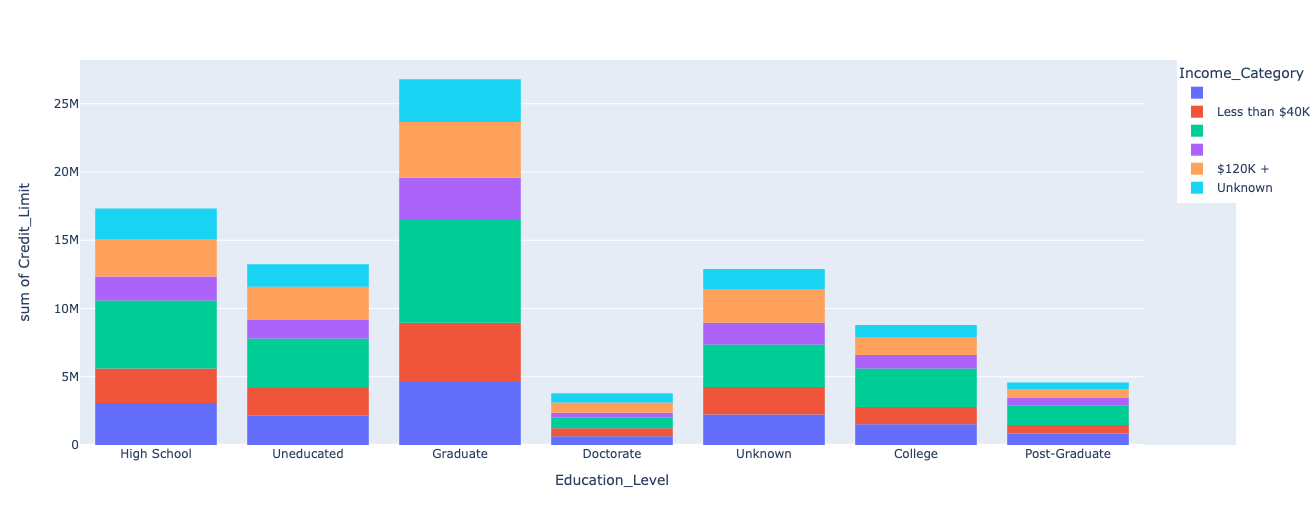 Income_Category
Less than $40K
$120K +
Unknown
25M
20M
15M
10M
5M
0
sum of Credit_Limit
High School
Uneducated
Graduate
Doctorate
Unknown
College
Post-Graduate
Education_Level